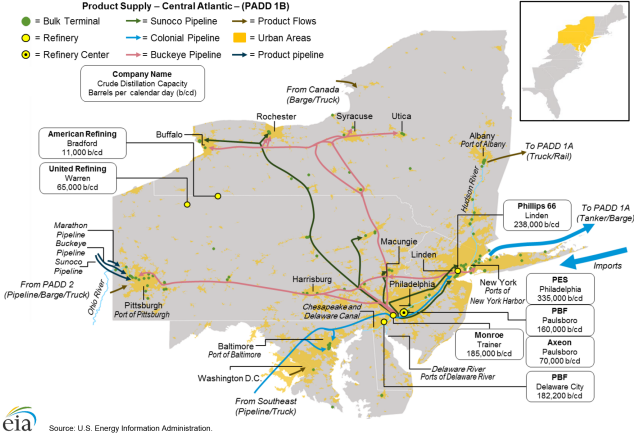 Product Supply – Central Atlantic – (PADD 1B)
= Bulk Terminal
= Sunoco Pipeline
= Product Flows
= Refinery
= Colonial Pipeline
= Urban Areas
= Refinery Center
= Buckeye Pipeline
= Product pipeline
Company Name
Crude Distillation Capacity
Barrels per calendar day (b/cd)
From Canada
(Barge/Truck)
Rochester
Syracuse
Utica
Buffalo
Albany
Port of Albany
To PADD 1A
(Truck/Rail)
American Refining
Bradford
11,000 b/cd
United Refining
Warren
65,000 b/cd
Hudson River
Phillips 66
Linden
238,000 b/cd
To PADD 1A
(Tanker/Barge)
Marathon
Pipeline
Buckeye
Pipeline
Sunoco
Pipeline
From PADD 2
(Pipeline/Barge/Truck)
Ohio River
Pittsburgh
Port of Pittsburgh
Harrisburg
Macungie
Linden
Philadelphia
New York
Ports of
New York Harbor
Imports
PES
Philadelphia
335,000 b/cd
PBF
Paulsboro
160,000 b/cd
Axeon
Paulsboro
70,000 b/cd
Monroe
Trainer
185,000 b/cd
PBF
Delaware City
182,200 b/cd
Chesapeake and
Delaware Canal
Baltimore
Port of Baltimore
Washington D.C
Delaware River
Ports of Delaware River
From Southeast
(Pipeline/Truck)
eia
Source: U.S. Energy Information Administration.